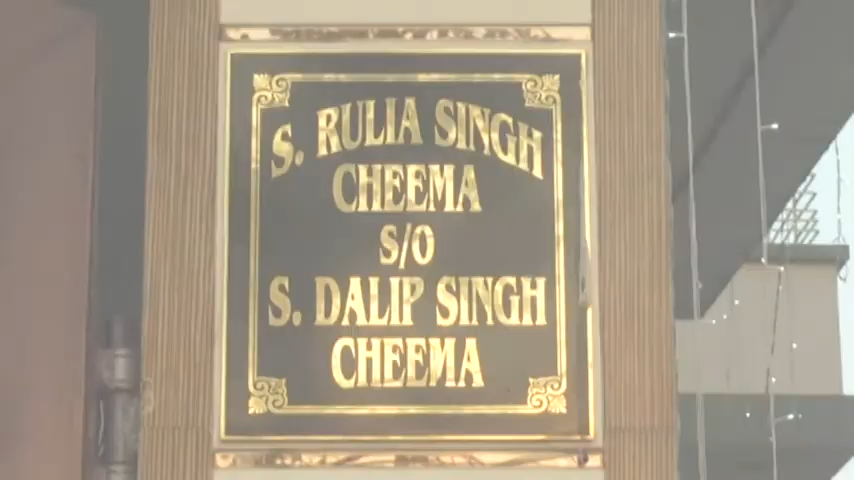 S. RULIA SINGH
CHEEMA
S/O
S. DALIP SINGH
CHEEMA